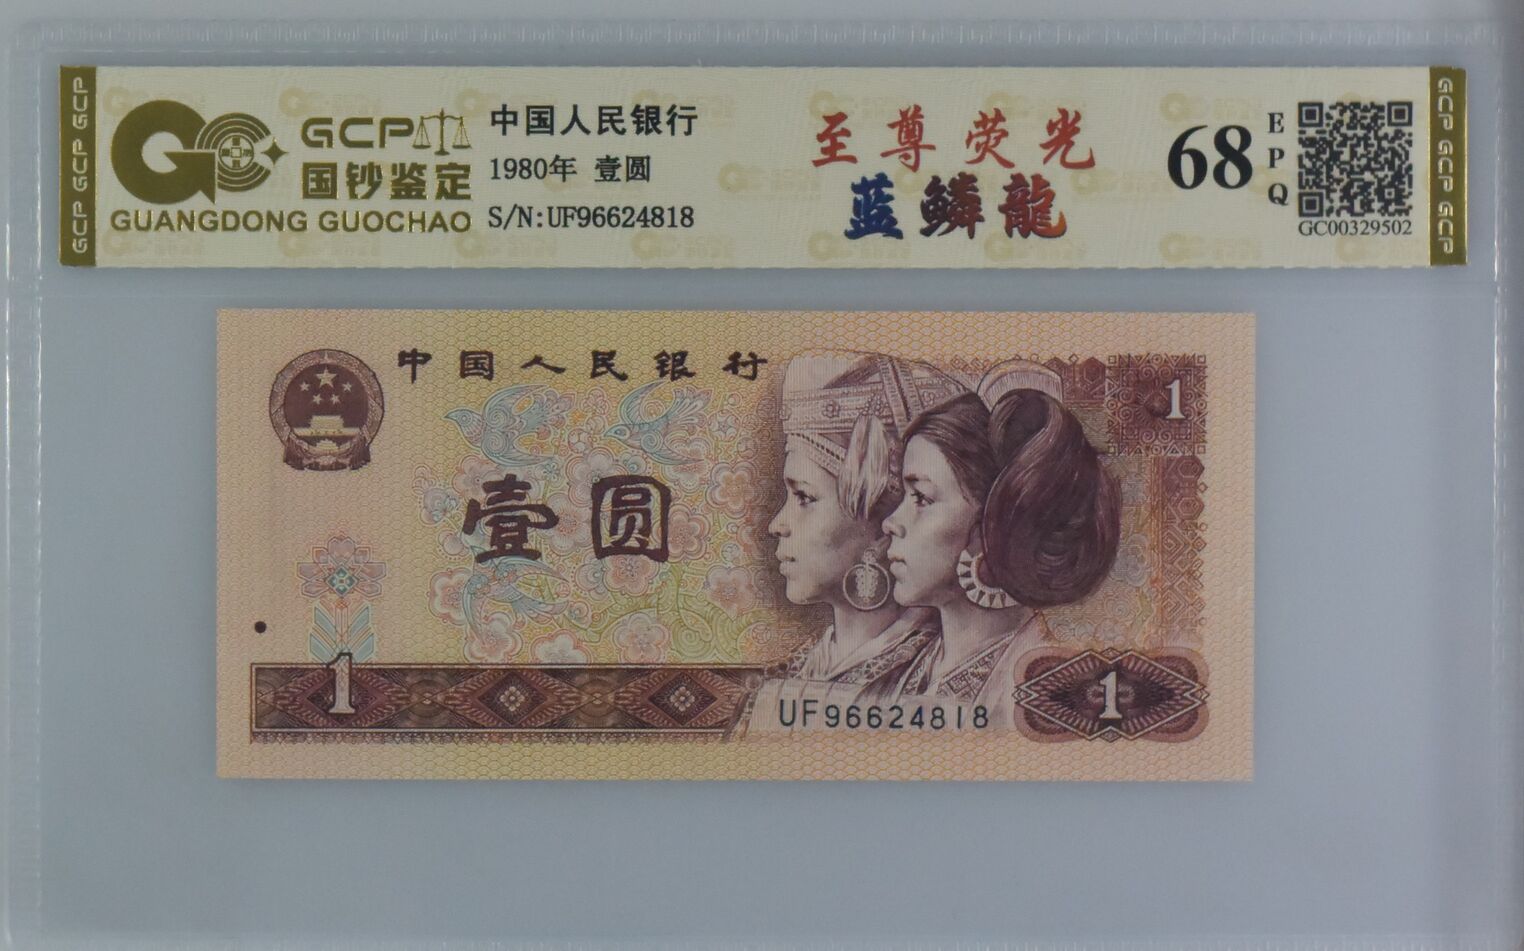 GCP GCP GCP
GCP
国钞鉴定
GUANGDONG GUOCHAO
中国人民银行
1980年 壹圆
S/N:UF96624818
至尊荧光
蓝鳞龍
68
EPQ
GC00329502
GCP GCP GCP
中国人民银行
1
壹圆
1
UF96624818
1